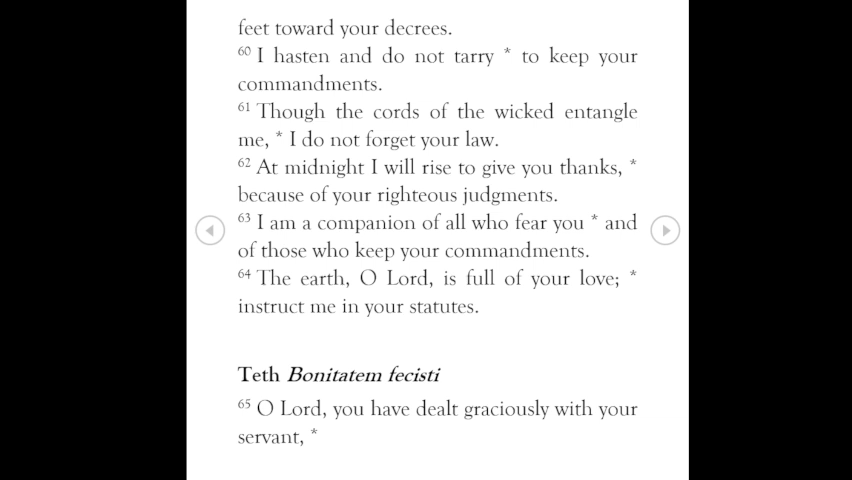 feet toward your decrees.
60 I hasten and do not tarry * to keep your
commandments.
61 Though the cords of the wicked entangle
me, * I do not forget your law.
62 At midnight I will rise to give you thanks, *
because of your righteous judgments.
63 I am a companion of all who fear you * and
of those who keep your commandments.
64 The earth, O Lord, is full of your love; *
instruct me in your statutes.
Teth Bonitatem fecisti
65 O Lord, you have dealt graciously with your
servant, *